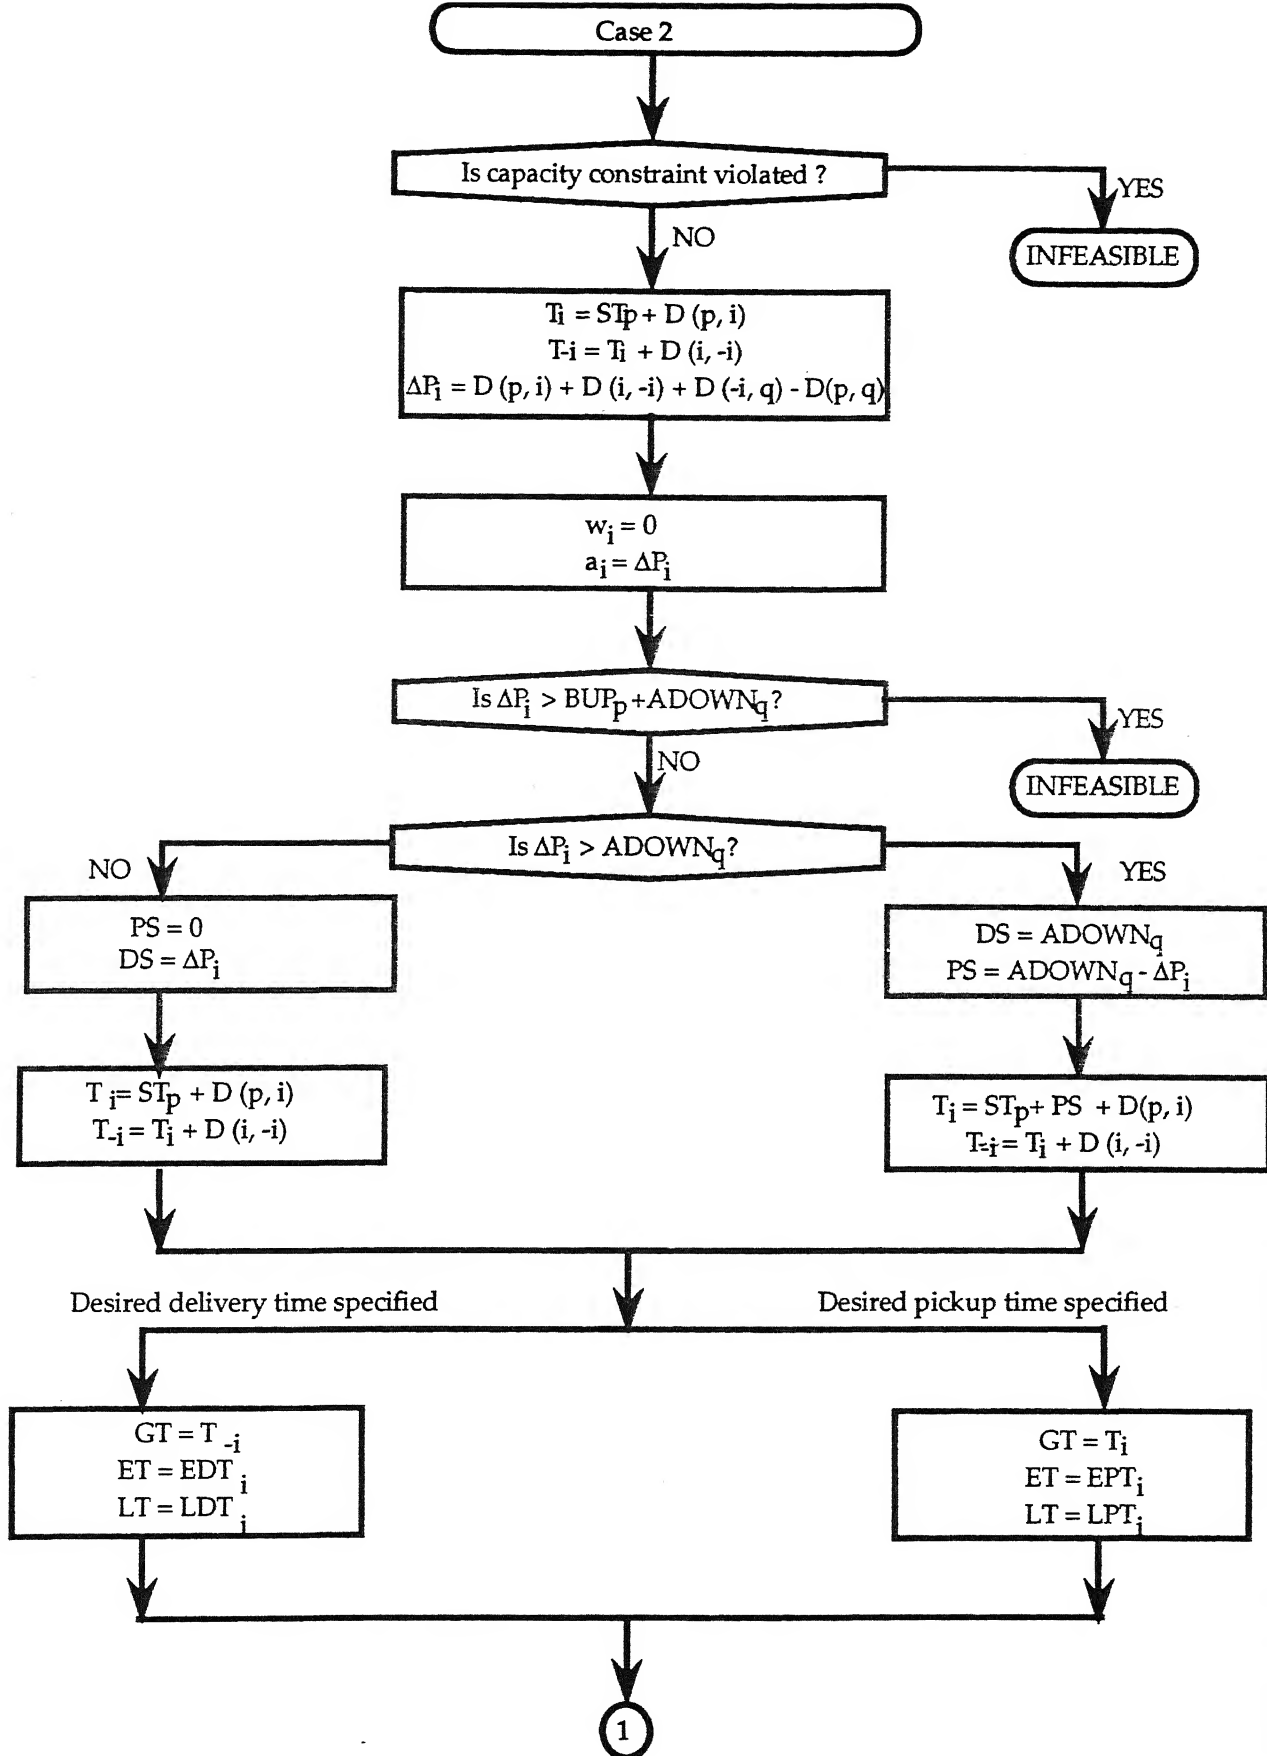 Case 2
Is capacity constraint violated ?
YES
NO
INFEASIBLE
Ti = STp + D (p, i)
T-i = Ti + D (i, -i)
ΔPi = D (p, i) + D (i, -i) + D (-i, q) - D(p, q)
wi = 0
ai = ΔPi
Is ΔPi > BUPp +ADOWNq?
YES
NO
INFEASIBLE
Is ΔPi > ADOWNq?
NO
YES
PS = 0
DS = ΔPi
DS = ADOWNq
PS = ADOWNq - ΔPi
Ti = STp + D (p, i)
T-i = Ti + D (i, -i)
Ti = STp + PS + D(p, i)
T-i = Ti + D (i, -i)
Desired delivery time specified
Desired pickup time specified
GT = T-i
ET = EDTi
LT = LDTi
GT = Ti
ET = EPTi
LT = LPTi
1